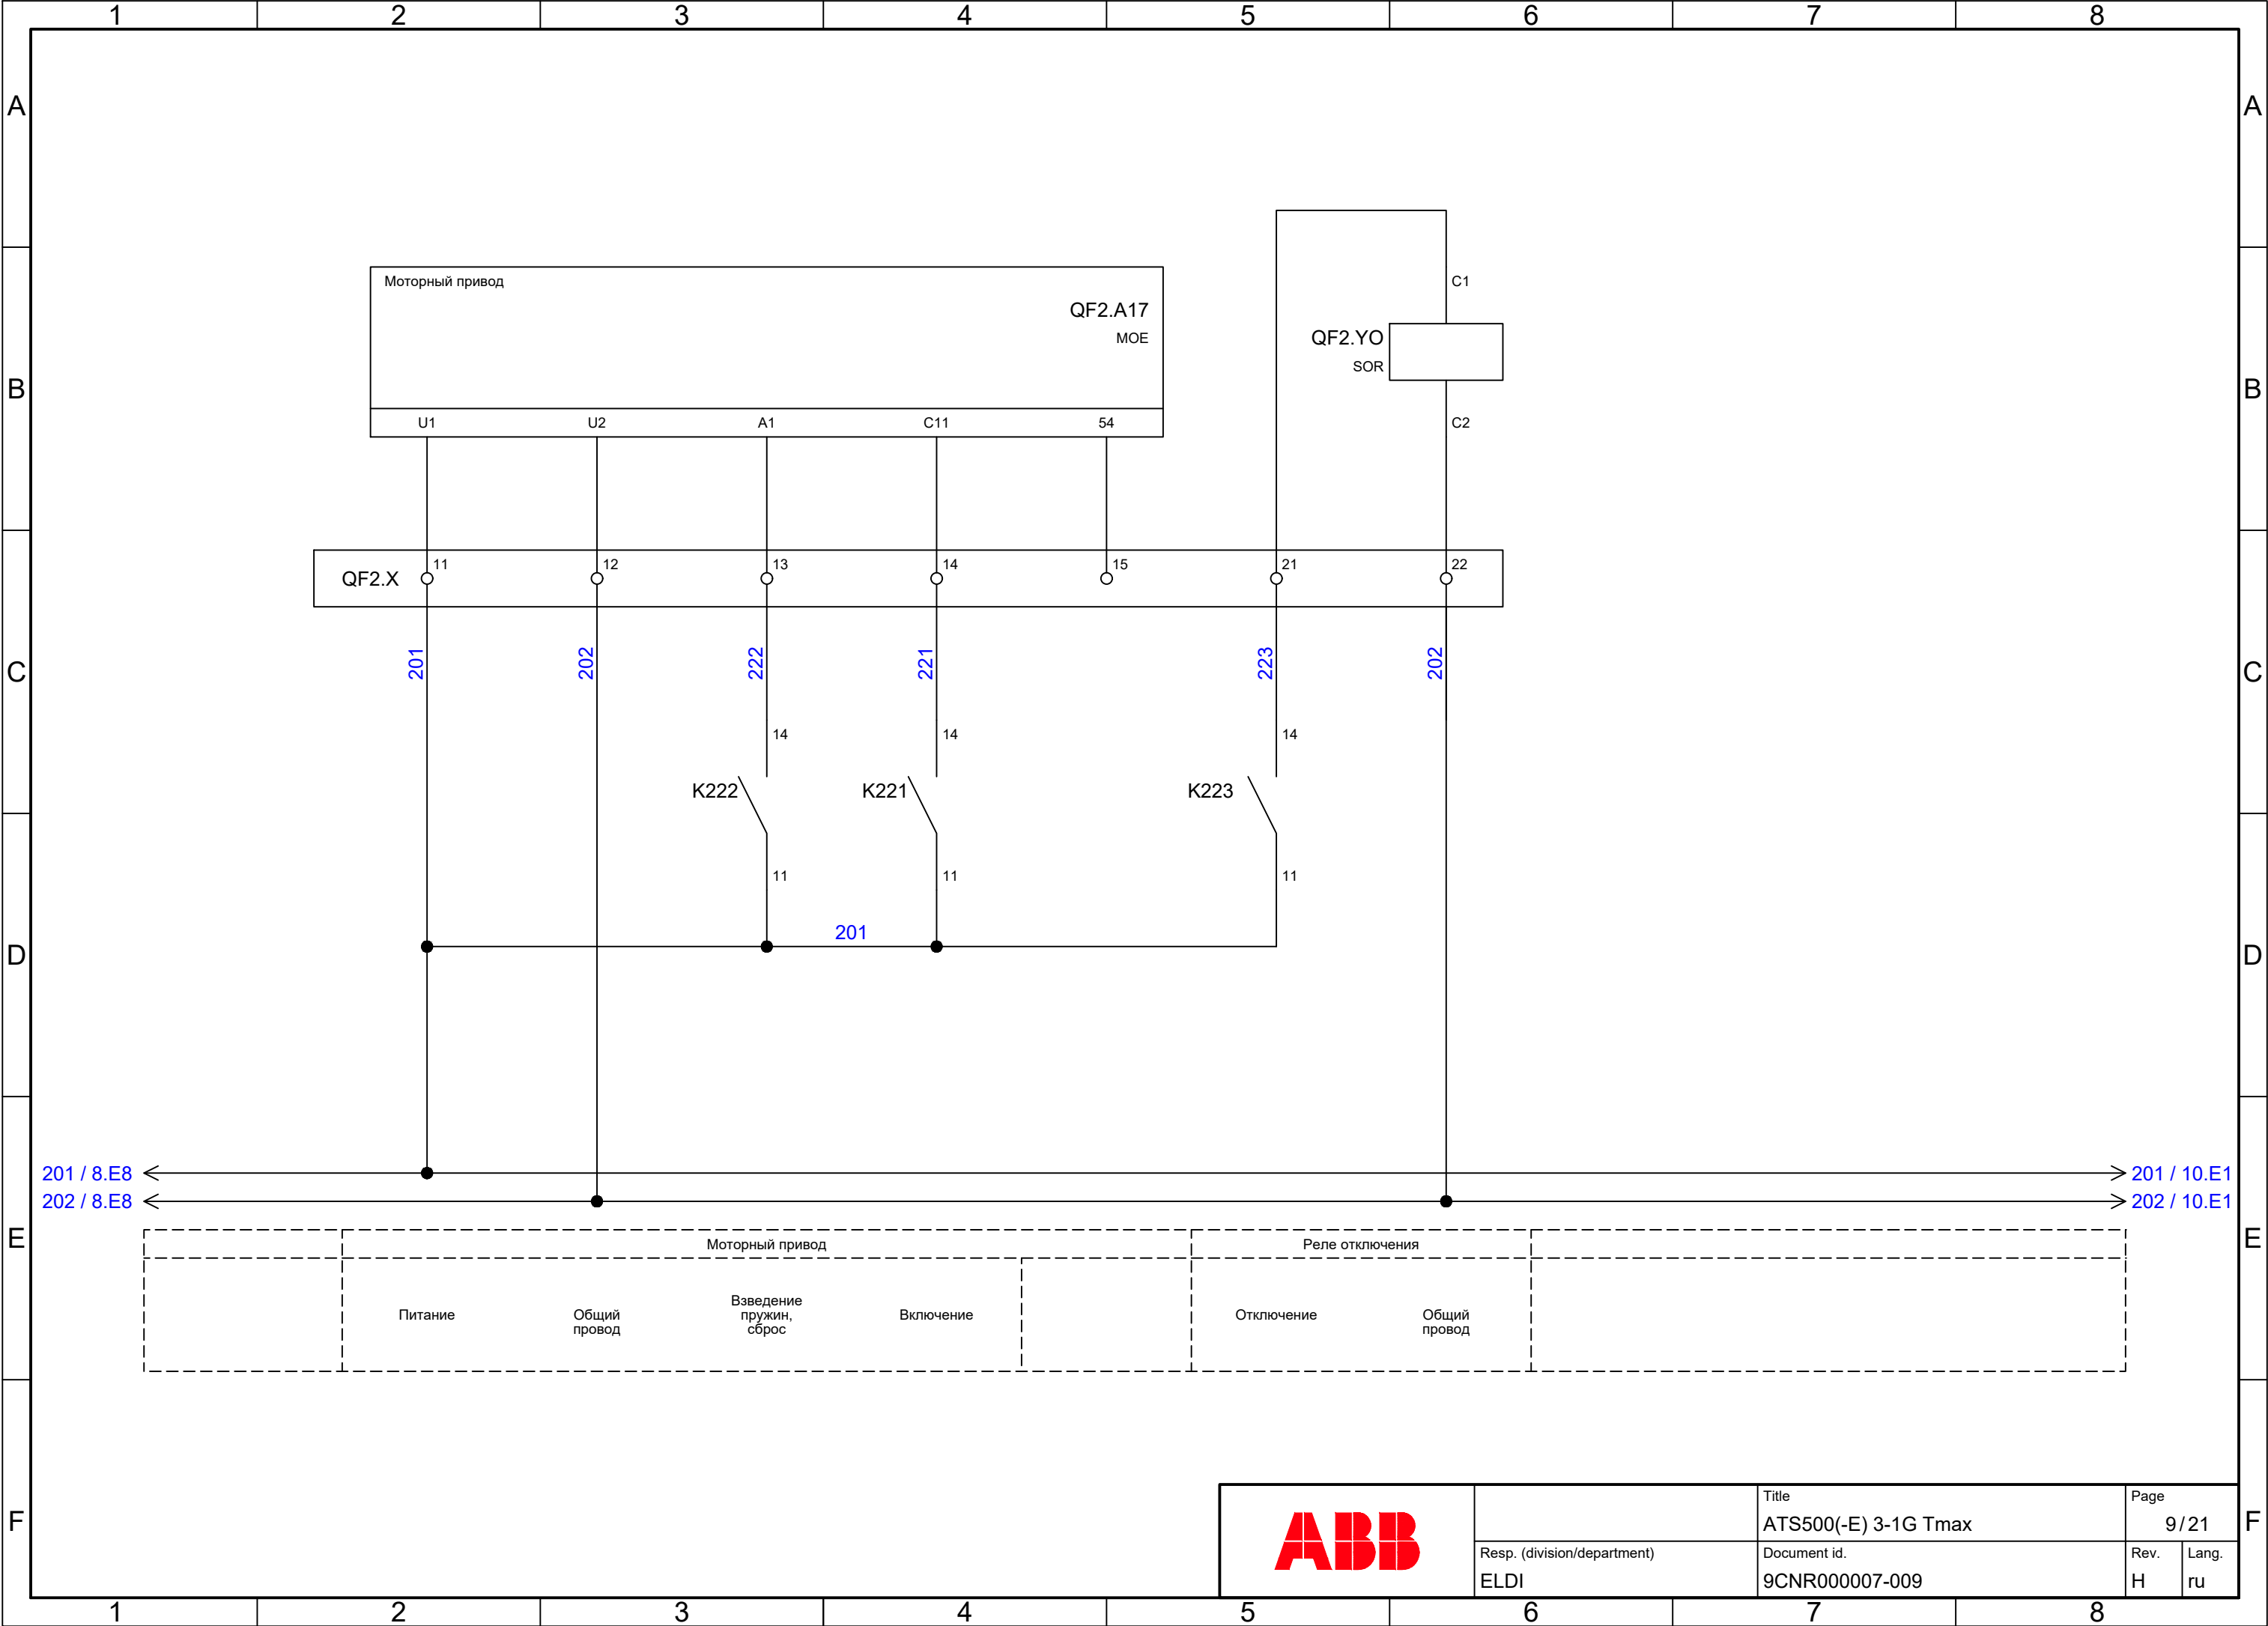 1 2 3 4 5 6 7 8
A A
Моторный привод
QF2.A17
MOE
C1
QF2.YO
SOR
B B
U1 U2 A1 C11 54
C2
QF2.X 11 12 13 14 15 21 22
201 202 222 221 223 202
C C
14 14 14
K222 K221 K223
11 11 11
201
D D
201 / 8.E8 201 / 10.E1
202 / 8.E8 202 / 10.E1
E E
Моторный привод Реле отключения
Питание
Общий
провод
Взведение
пружин,
сброс
Включение
Отключение
Общий
провод
F F
ABB
Title
ATS500(-E) 3-1G Tmax
Page
9/21
Resp. (division/department)
ELDI
Document id.
9CNR000007-009
Rev.
H
Lang.
ru
1 2 3 4 5 6 7 8